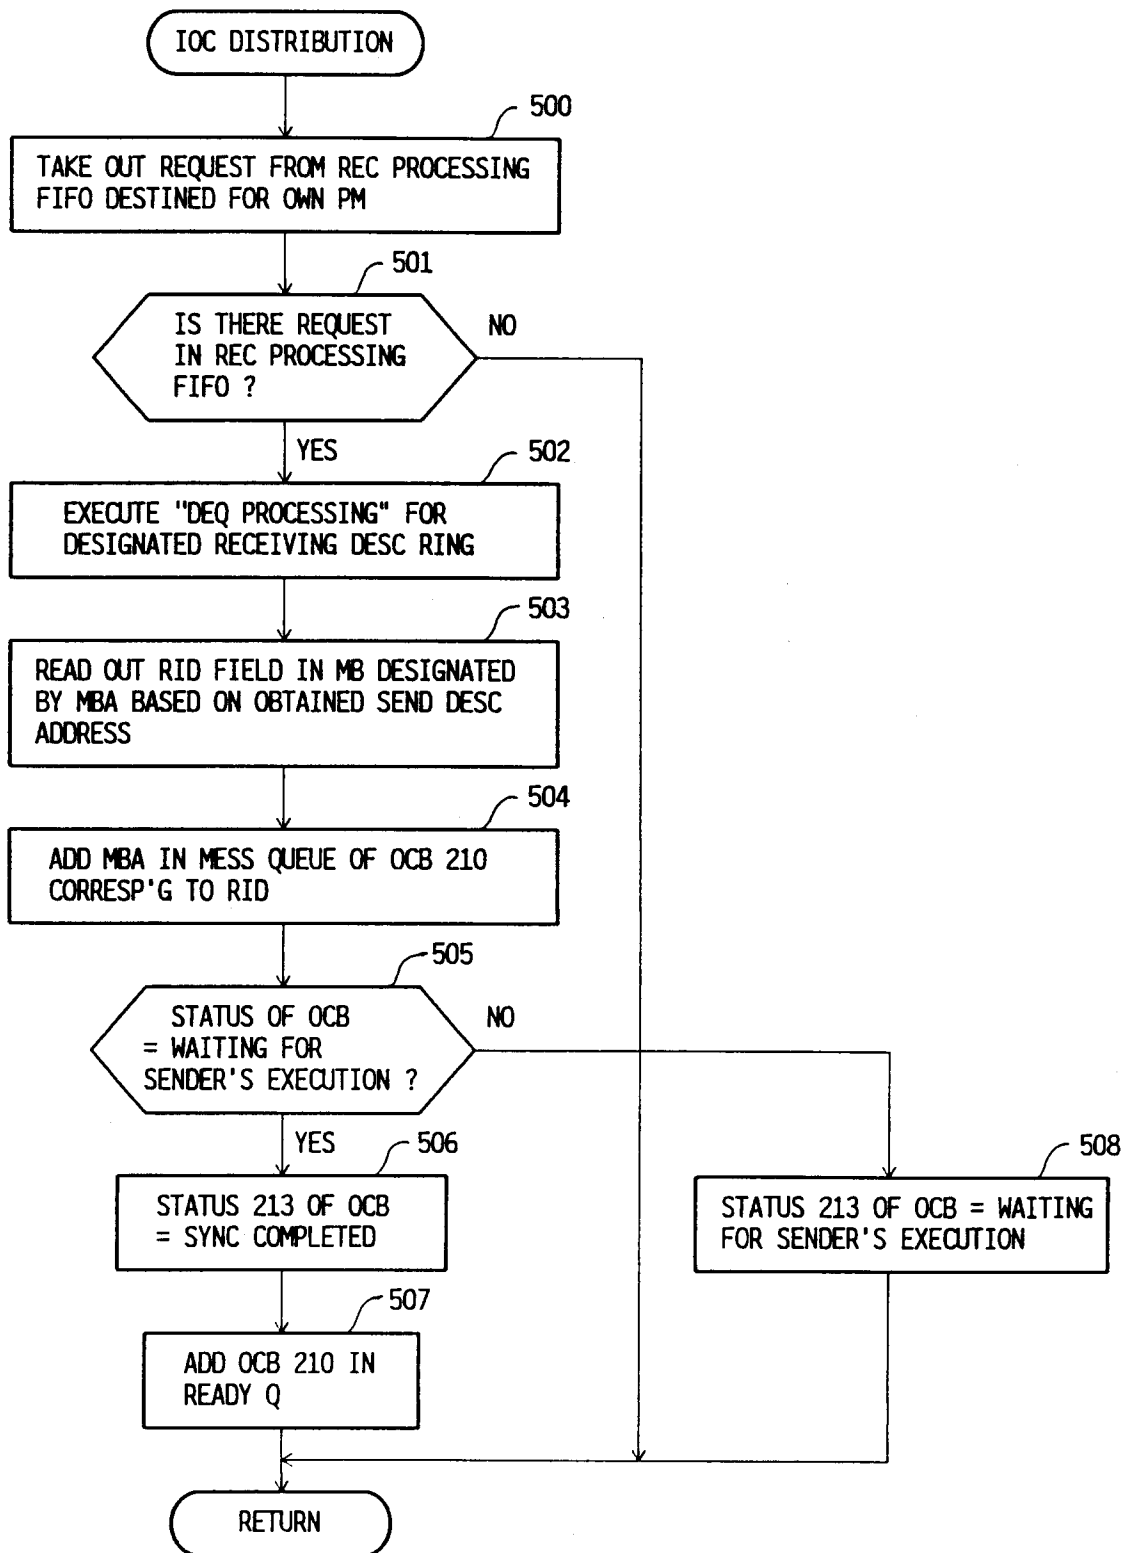 IOC DISTRIBUTION
500
TAKE OUT REQUEST FROM REC PROCESSING
FIFO DESTINED FOR OWN PM
501
IS THERE REQUEST
IN REC PROCESSING
FIFO ?
NO
YES
502
EXECUTE "DEQ PROCESSING" FOR
DESIGNATED RECEIVING DESC RING
503
READ OUT RID FIELD IN MB DESIGNATED
BY MBA BASED ON OBTAINED SEND DESC
ADDRESS
504
ADD MBA IN MESS QUEUE OF OCB 210
CORRESP'G TO RID
505
STATUS OF OCB
= WAITING FOR
SENDER'S EXECUTION ?
NO
YES
506
STATUS 213 OF OCB
= SYNC COMPLETED
508
STATUS 213 OF OCB = WAITING
FOR SENDER'S EXECUTION
507
ADD OCB 210 IN
READY Q
RETURN